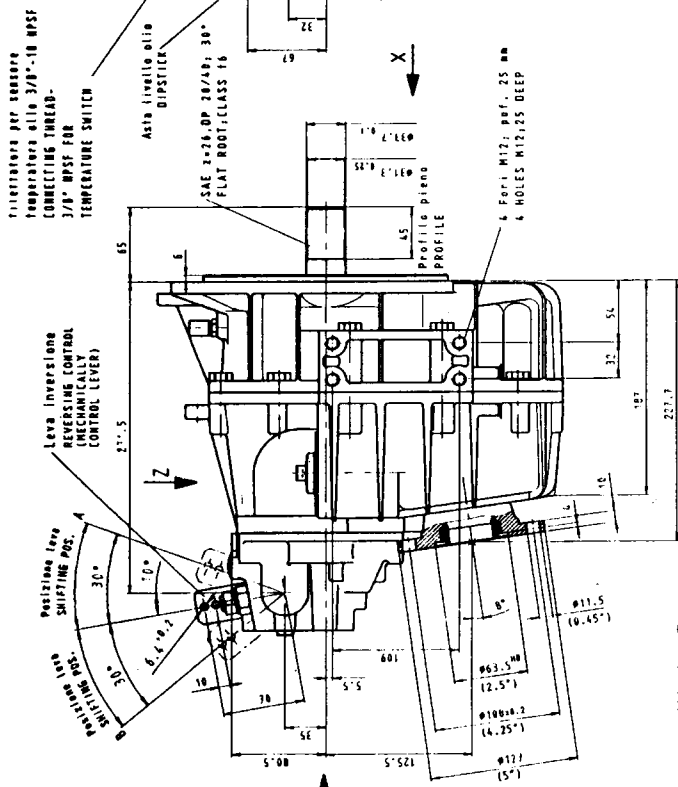 filettatura per sensore
temperatura olio 3/8"-18 NPSF
CONNECTING THREAD-
3/8" NPSF FOR
TEMPERATURE SWITCH
Asta livello olio
DIPSTICK
67
32
SAE z=26,DP 20/40; 30°
FLAT ROOT;CLASS f6
X
65
6
45
Profilo pieno
PROFILE
4 Fori M12; prof. 25 mm
4 HOLES M12;25 DEEP
Leva inversione
REVERSING CONTROL
(MECHANICALLY
CONTROL LEVER)
Z
54
32
187
227.7
Posizione leva
SHIFTING POS.
A
30°
10°
Posizione leva
SHIFTING POS.
B
30°
10
35
80.5
5.5
109
125.5
8°
16
ø11.5
(0.45")
ø63.5 H8
(2.5")
ø108±0.2
(4.25")
ø127
(5")